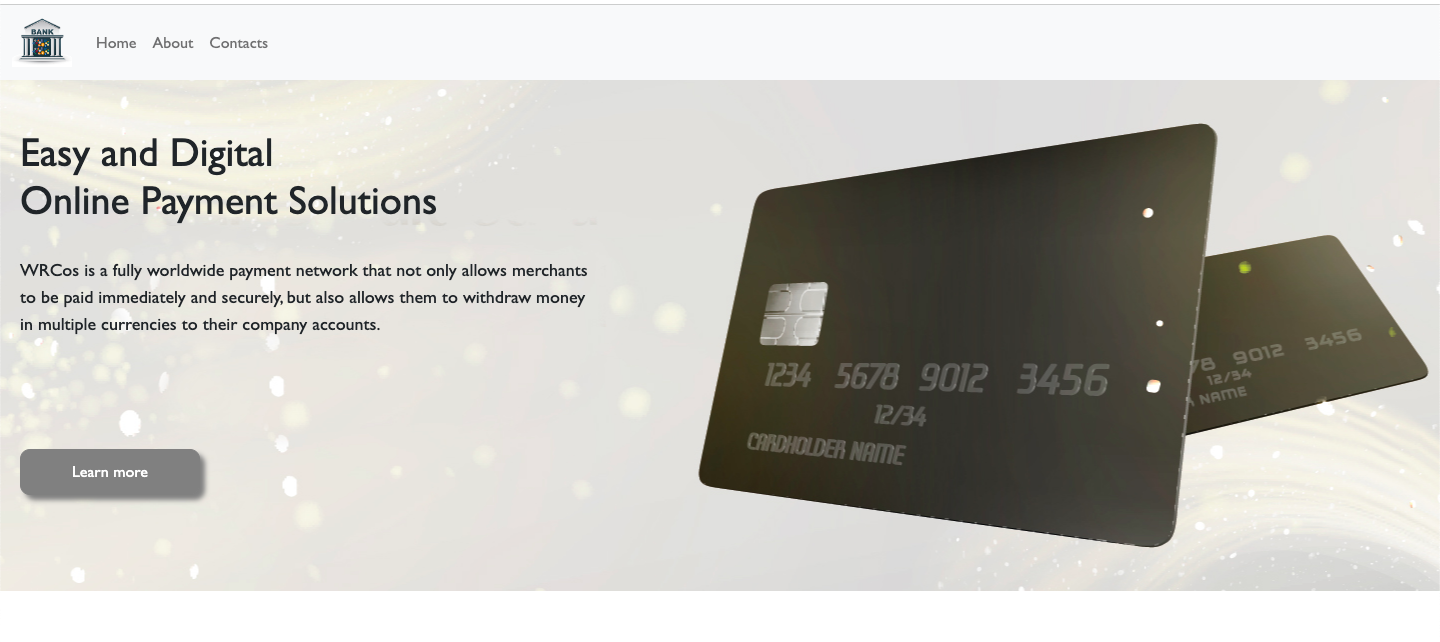 BANK
Home About Contacts
Easy and Digital
Online Payment Solutions
WRCos is a fully worldwide payment network that not only allows merchants
to be paid immediately and securely, but also allows them to withdraw money
in multiple currencies to their company accounts.
Learn more
1234 5678 9012 3456
12/34
CARDHOLDER NAME
78 9012 3456
12/34
NAME